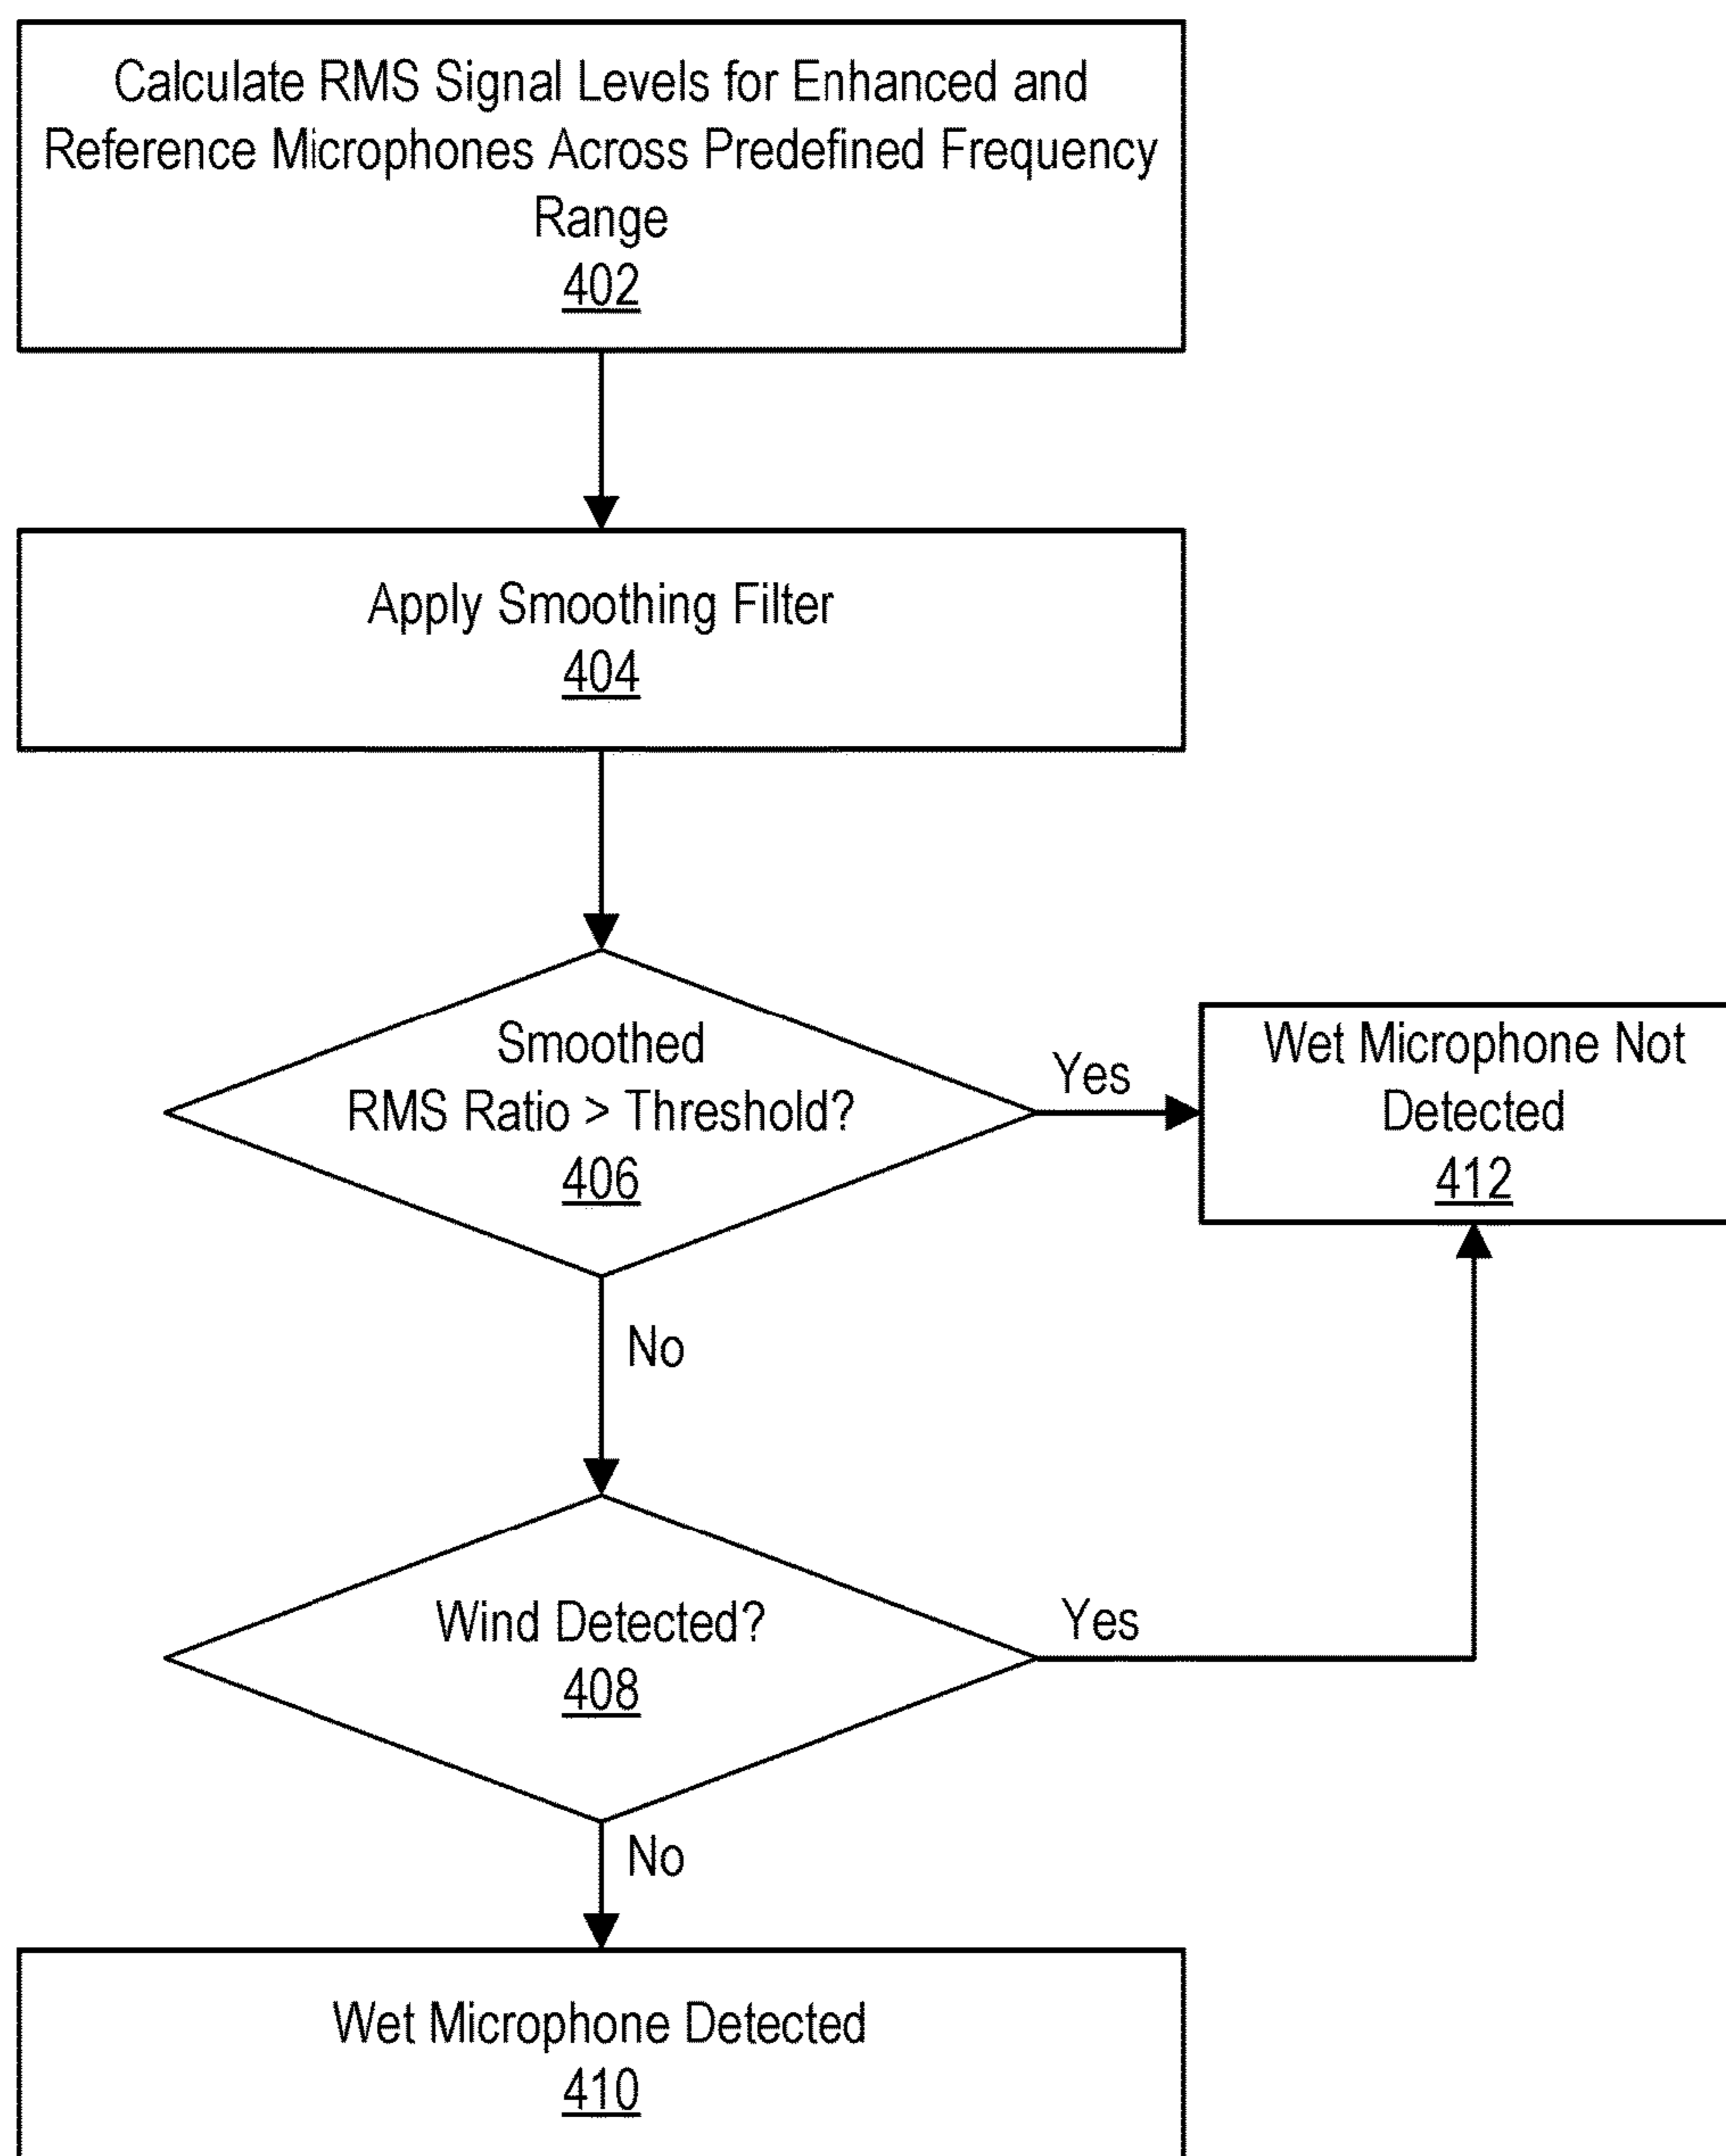 Calculate RMS Signal Levels for Enhanced and
Reference Microphones Across Predefined Frequency
Range
402
Apply Smoothing Filter
404
Smoothed
RMS Ratio > Threshold?
406
Yes
Wet Microphone Not
Detected
412
No
Wind Detected?
408
Yes
No
Wet Microphone Detected
410